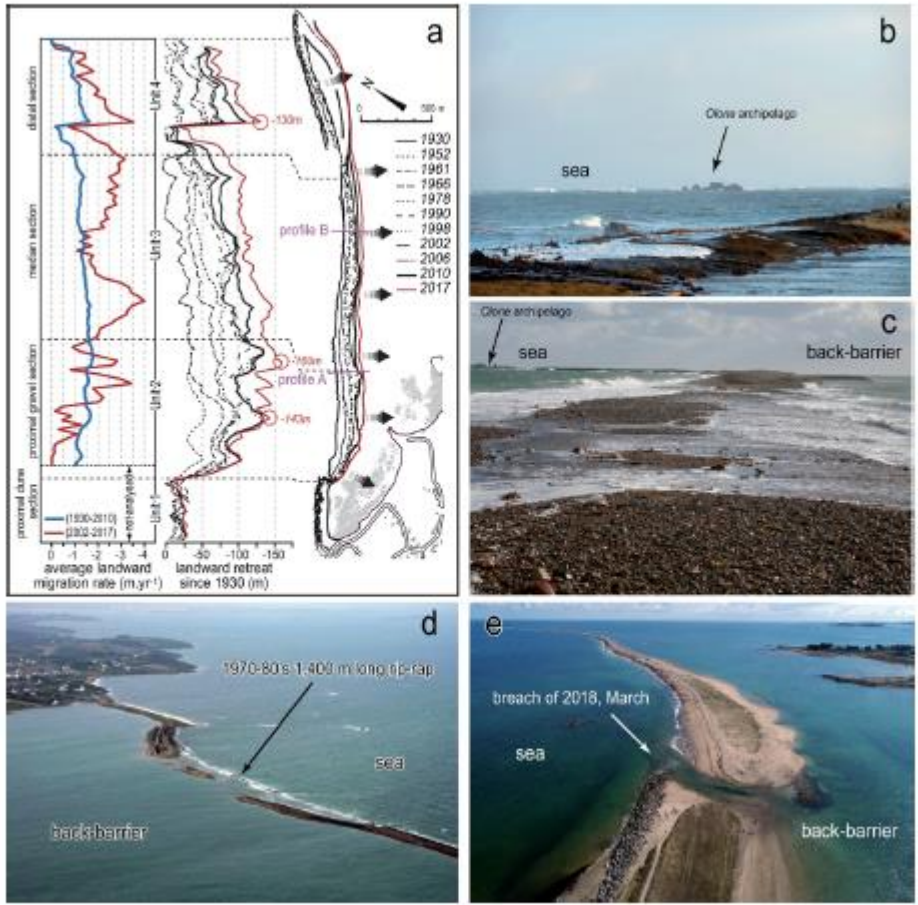 a
distal section
median section
proximal gravel section
proximal dune
section
Unit 4
Unit 3
Unit 2
Unit 1
not analysed
(1930-2010)
(2002-2017)
0 -1 -2 -3 -4
average landward
migration rate (m.yr-1)
0 -50 -100 -150
landward retreat
since 1930 (m)
-130m
profile B
profile A
-143m
N
0 500 m
1930
1952
1961
1966
1978
1990
1998
2002
2006
2010
2017
b
Olone archipelago
sea
c
Olone archipelago
sea
back-barrier
d
1970-80's 1,400 m long rip-rap
sea
back-barrier
e
breach of 2018, March
sea
back-barrier